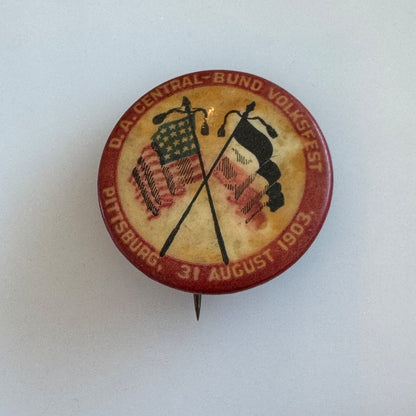 D. A. CENTRAL-BUND VOLKSFEST
PITTSBURG, 31 AUGUST 1903.